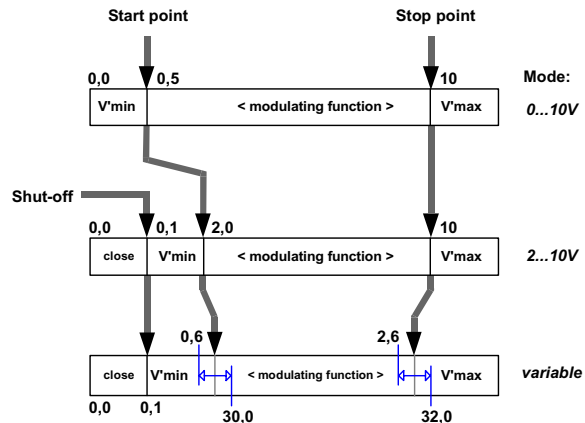 Start point
Stop point
0,0
0,5
10
Mode:
V'min
< modulating function >
V'max
0...10V
Shut-off
0,0
0,1
2,0
10
close
V'min
< modulating function >
V'max
2...10V
0,6
2,6
close
V'min
< modulating function >
V'max
variable
0,0
0,1
30,0
32,0